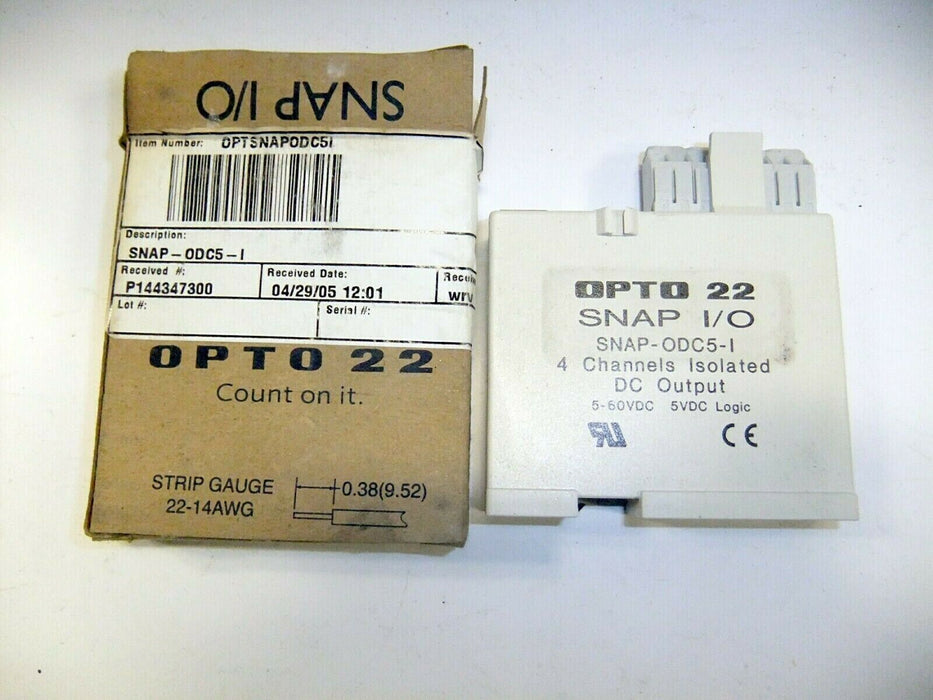 SNAP I/O
Item Number: OPTSNAPODC5I
Description:
SNAP-ODC5-I
Received #:
P144347300
Received Date:
04/29/05 12:01
Lot #:
Serial #:
OPTO 22
Count on it.
STRIP GAUGE
22-14AWG
0.38(9.52)
OPTO 22
SNAP I/O
SNAP-ODC5-I
4 Channels Isolated
DC Output
5-60VDC 5VDC Logic
CE